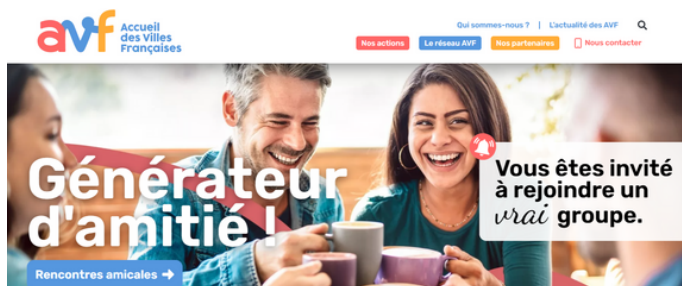 avf
Accueil
des Villes
Françaises
Qui sommes-nous ? | L'actualité des AVF
Nos actions Le réseau AVF Nos partenaires Nous contacter
Générateur
d'amitié !
Vous êtes invité
à rejoindre un
vrai groupe.
Rencontres amicales →